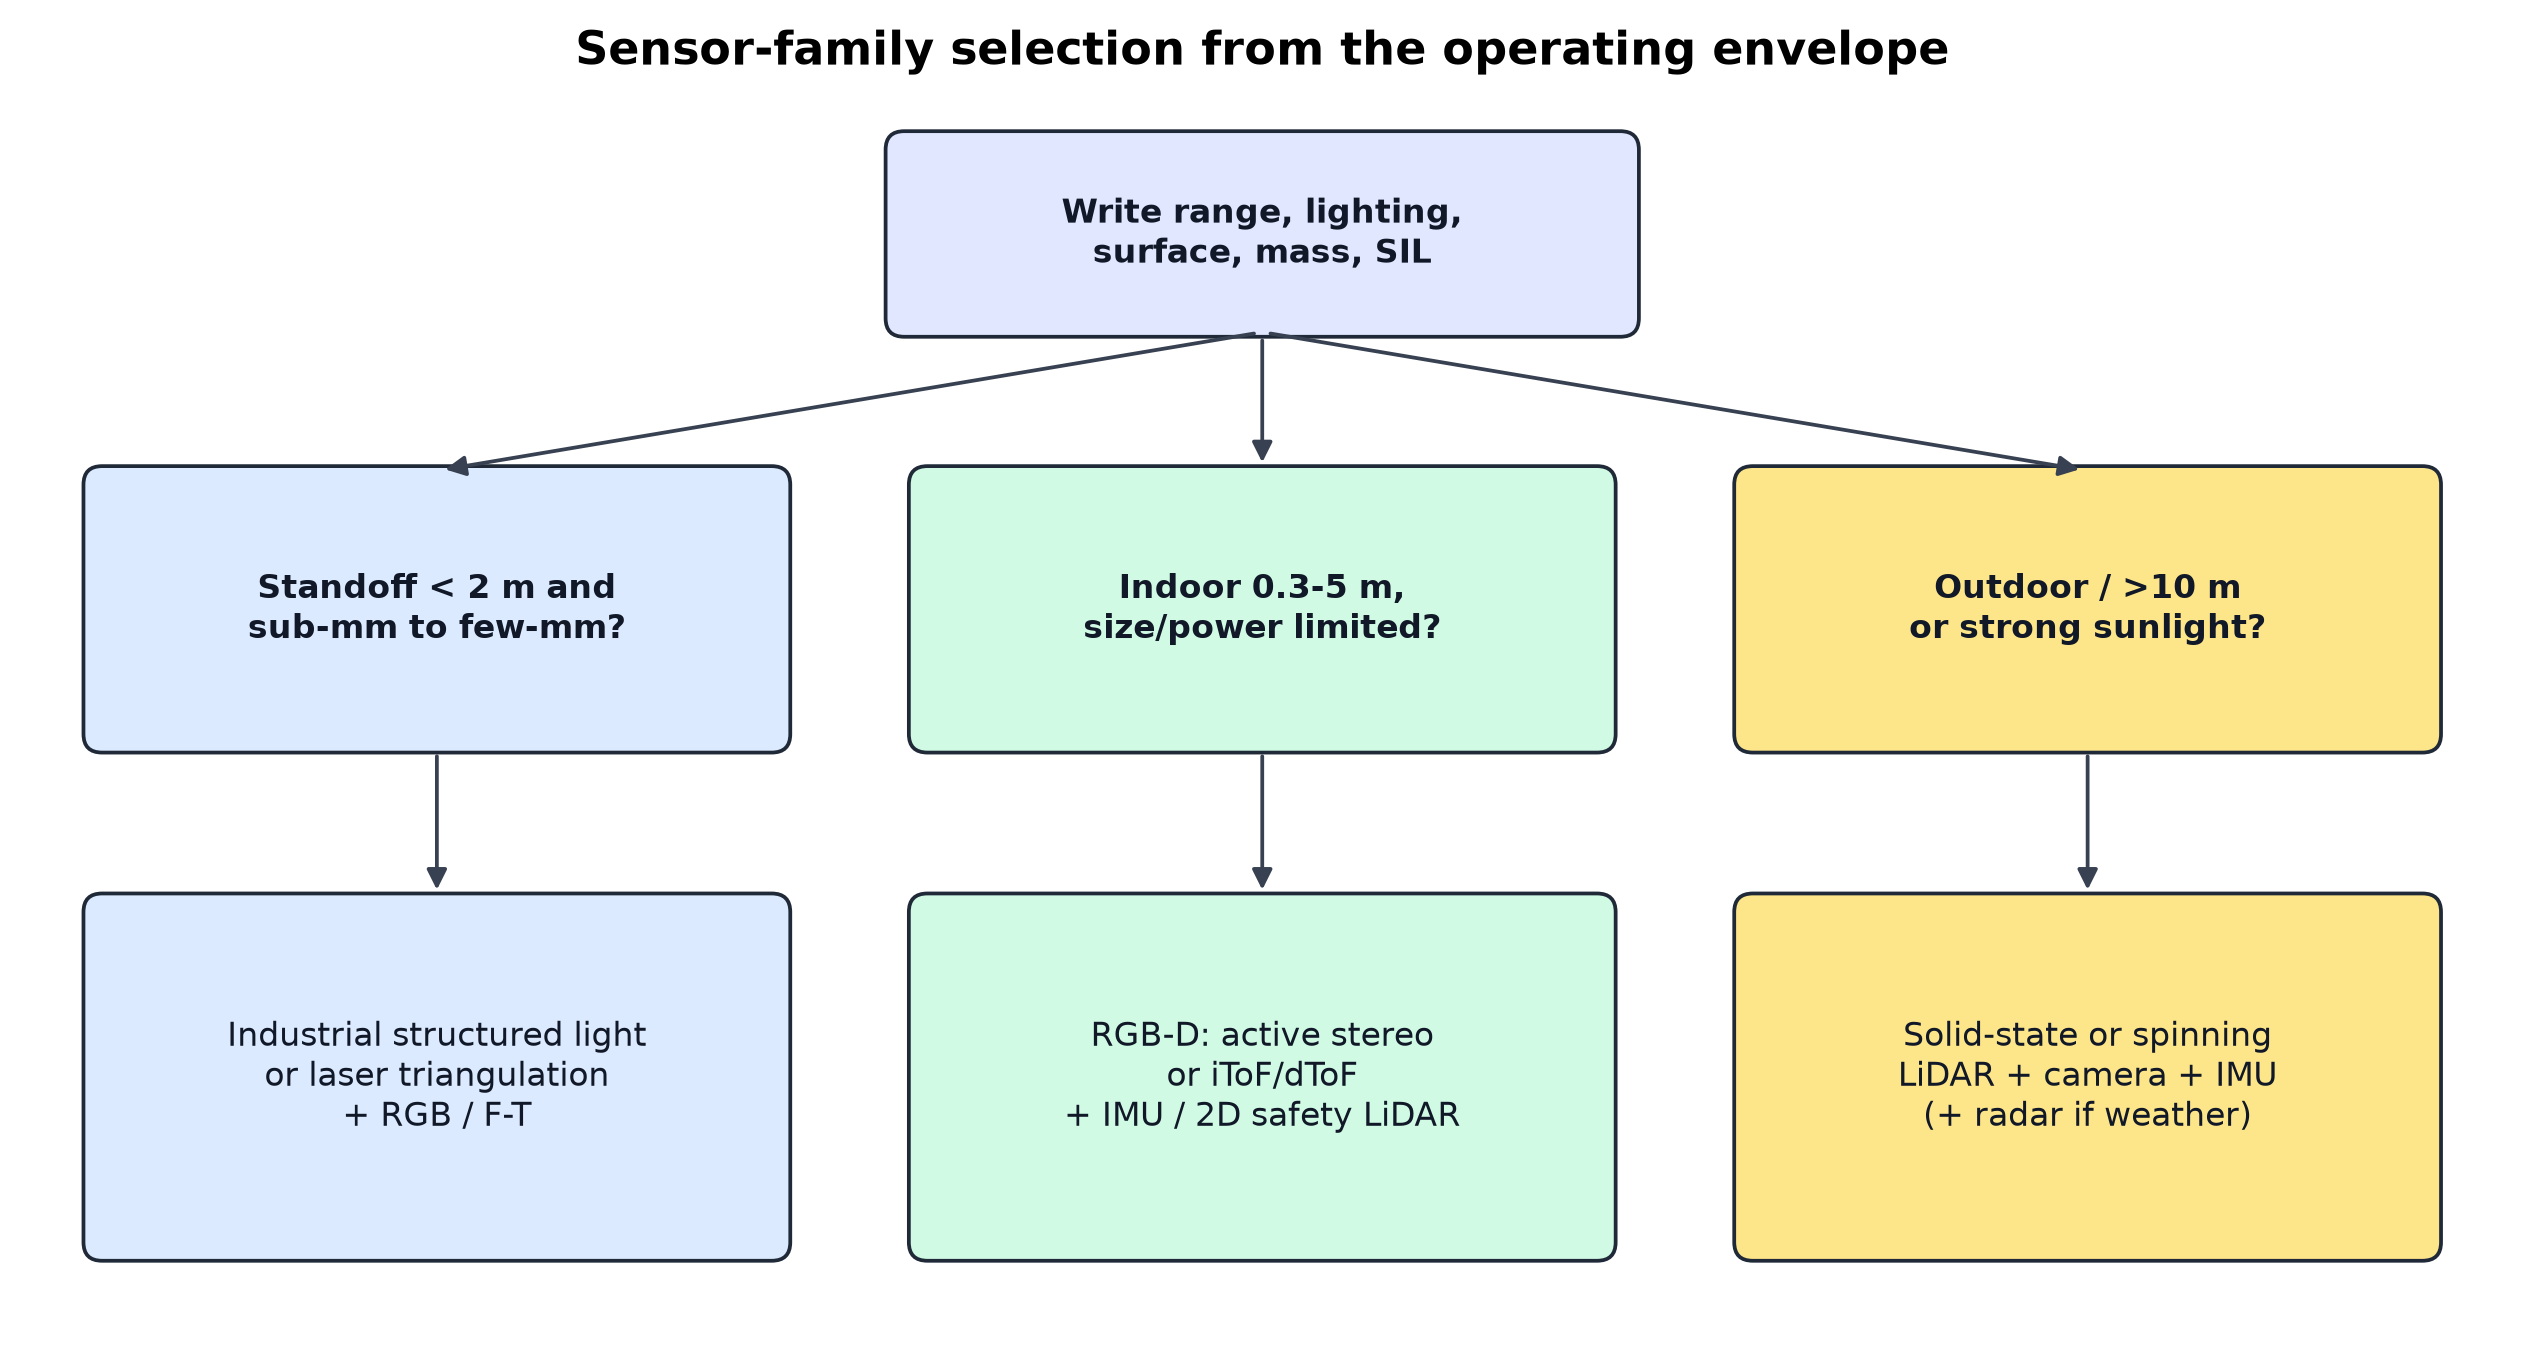 Sensor-family selection from the operating envelope
Write range, lighting,
surface, mass, SIL
Standoff < 2 m and
sub-mm to few-mm?
Indoor 0.3-5 m,
size/power limited?
Outdoor / >10 m
or strong sunlight?
Industrial structured light
or laser triangulation
+ RGB / F-T
RGB-D: active stereo
or iToF/dToF
+ IMU / 2D safety LiDAR
Solid-state or spinning
LiDAR + camera + IMU
(+ radar if weather)